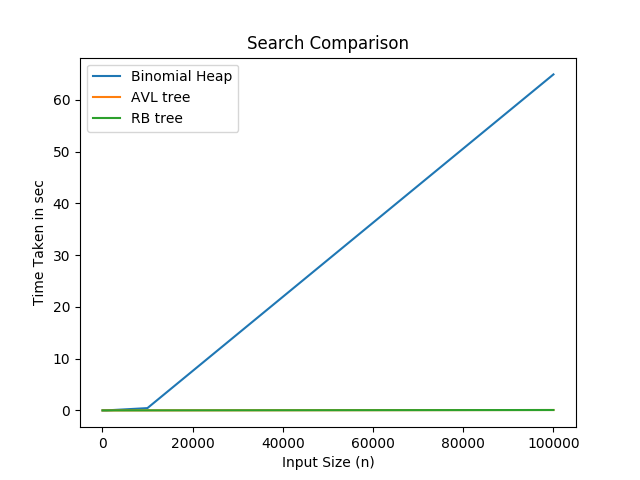 Search Comparison
Binomial Heap
AVL tree
RB tree
60
50
40
30
20
10
0
Time Taken in sec
0 20000 40000 60000 80000 100000
Input Size (n)